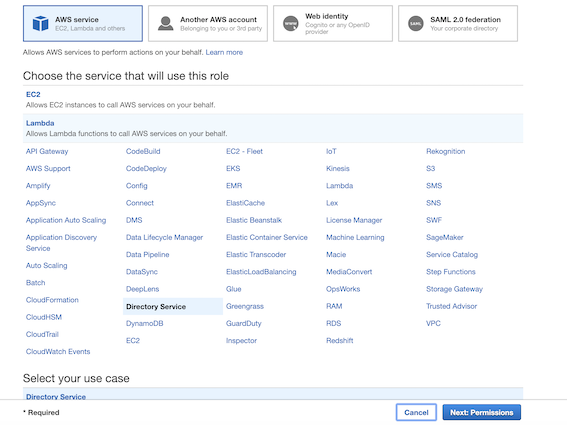 AWS service
EC2, Lambda and others
Another AWS account
Belonging to you or 3rd party
Web identity
Cognito or any OpenID
provider
SAML 2.0 federation
Your corporate directory
Allows AWS services to perform actions on your behalf. Learn more
Choose the service that will use this role
EC2
Allows EC2 instances to call AWS services on your behalf.
Lambda
Allows Lambda functions to call AWS services on your behalf.
API Gateway
AWS Support
Amplify
AppSync
Application Auto Scaling
Application Discovery
Service
Auto Scaling
Batch
CloudFormation
CloudHSM
CloudTrail
CloudWatch Events
CodeBuild
CodeDeploy
Config
Connect
DMS
Data Lifecycle Manager
Data Pipeline
DataSync
DeepLens
Directory Service
DynamoDB
EC2
EC2 - Fleet
EKS
EMR
ElastiCache
Elastic Beanstalk
Elastic Container Service
Elastic Transcoder
ElasticLoadBalancing
Glue
Greengrass
GuardDuty
Inspector
IoT
Kinesis
Lambda
Lex
License Manager
Machine Learning
Macie
MediaConvert
OpsWorks
RAM
RDS
Redshift
Rekognition
S3
SMS
SNS
SWF
SageMaker
Service Catalog
Step Functions
Storage Gateway
Trusted Advisor
VPC
Select your use case
Directory Service
* Required
Cancel
Next: Permissions